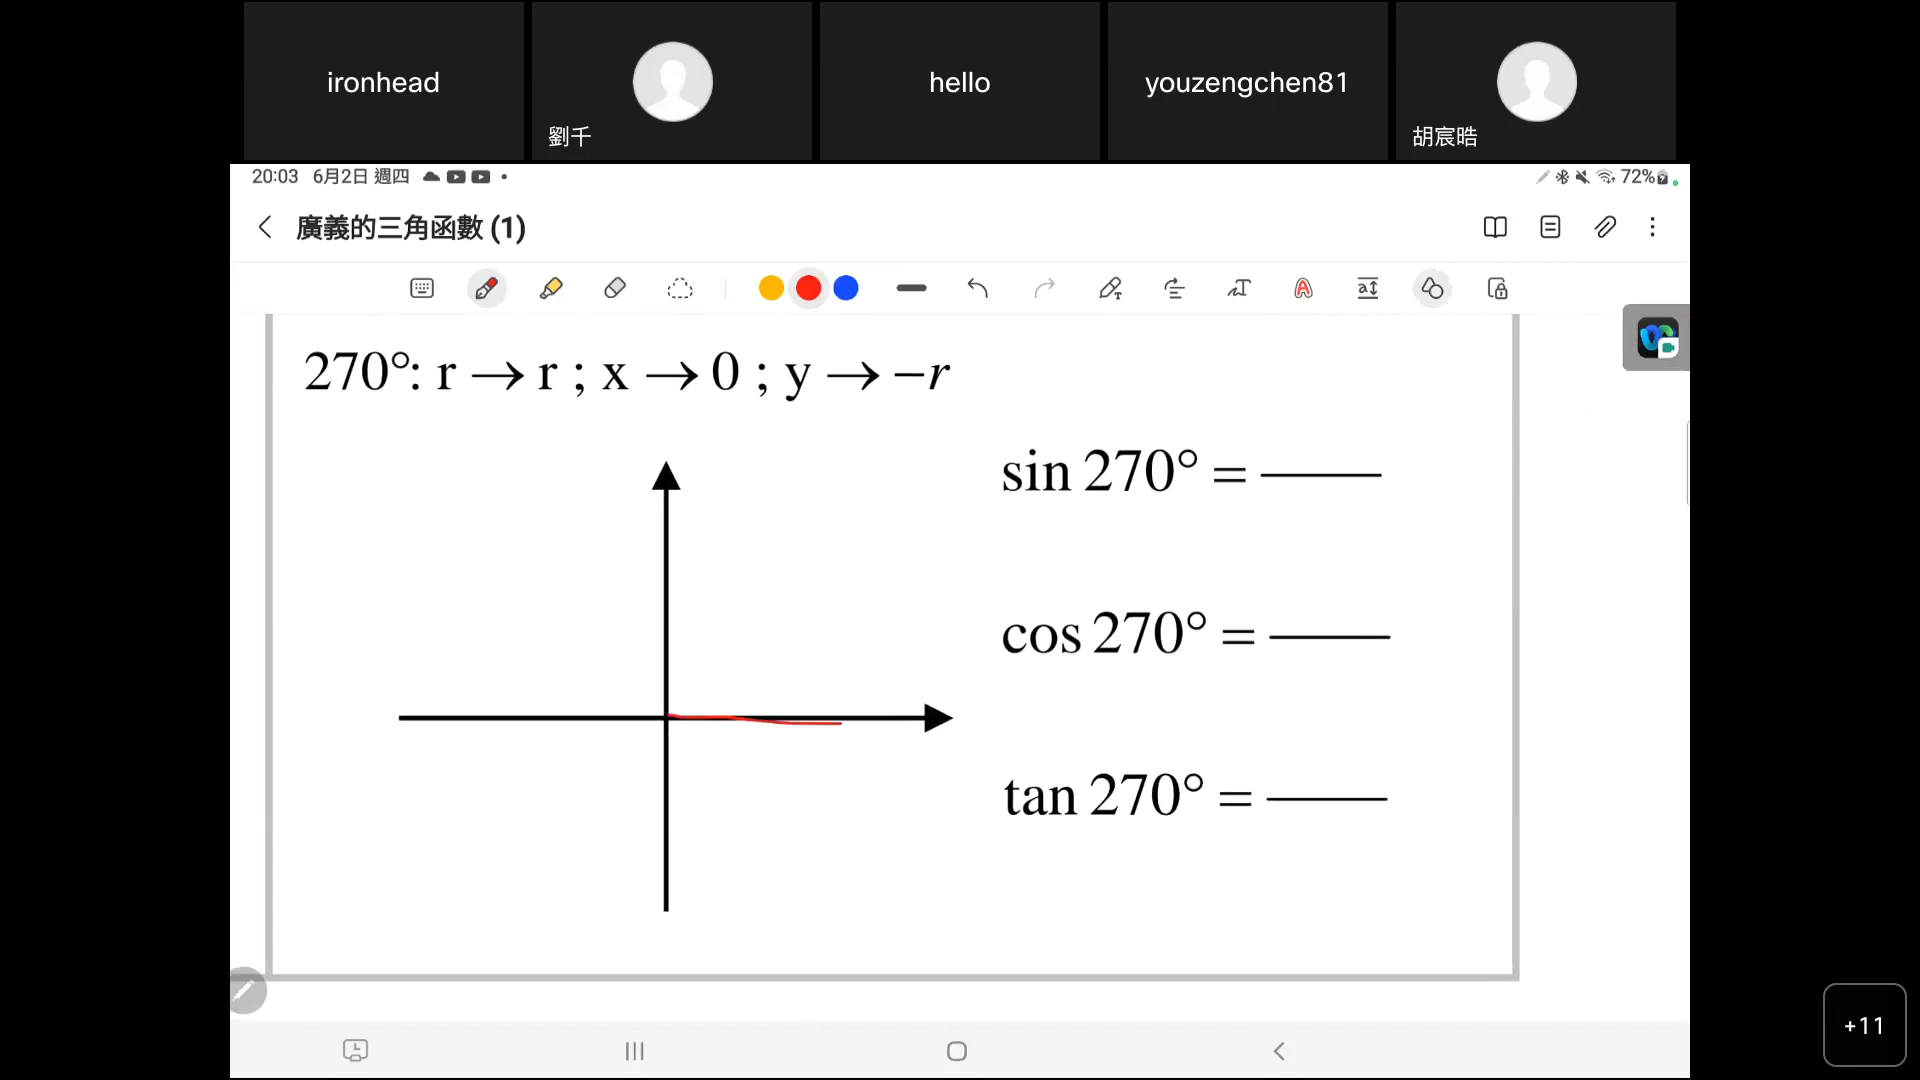 ironhead
劉千
hello
youzengchen81
胡宸晧
20:03 6月2日 週四
72%
廣義的三角函數 (1)
270°: r → r ; x → 0 ; y → −r
sin 270° =
cos 270° =
tan 270° =
+11